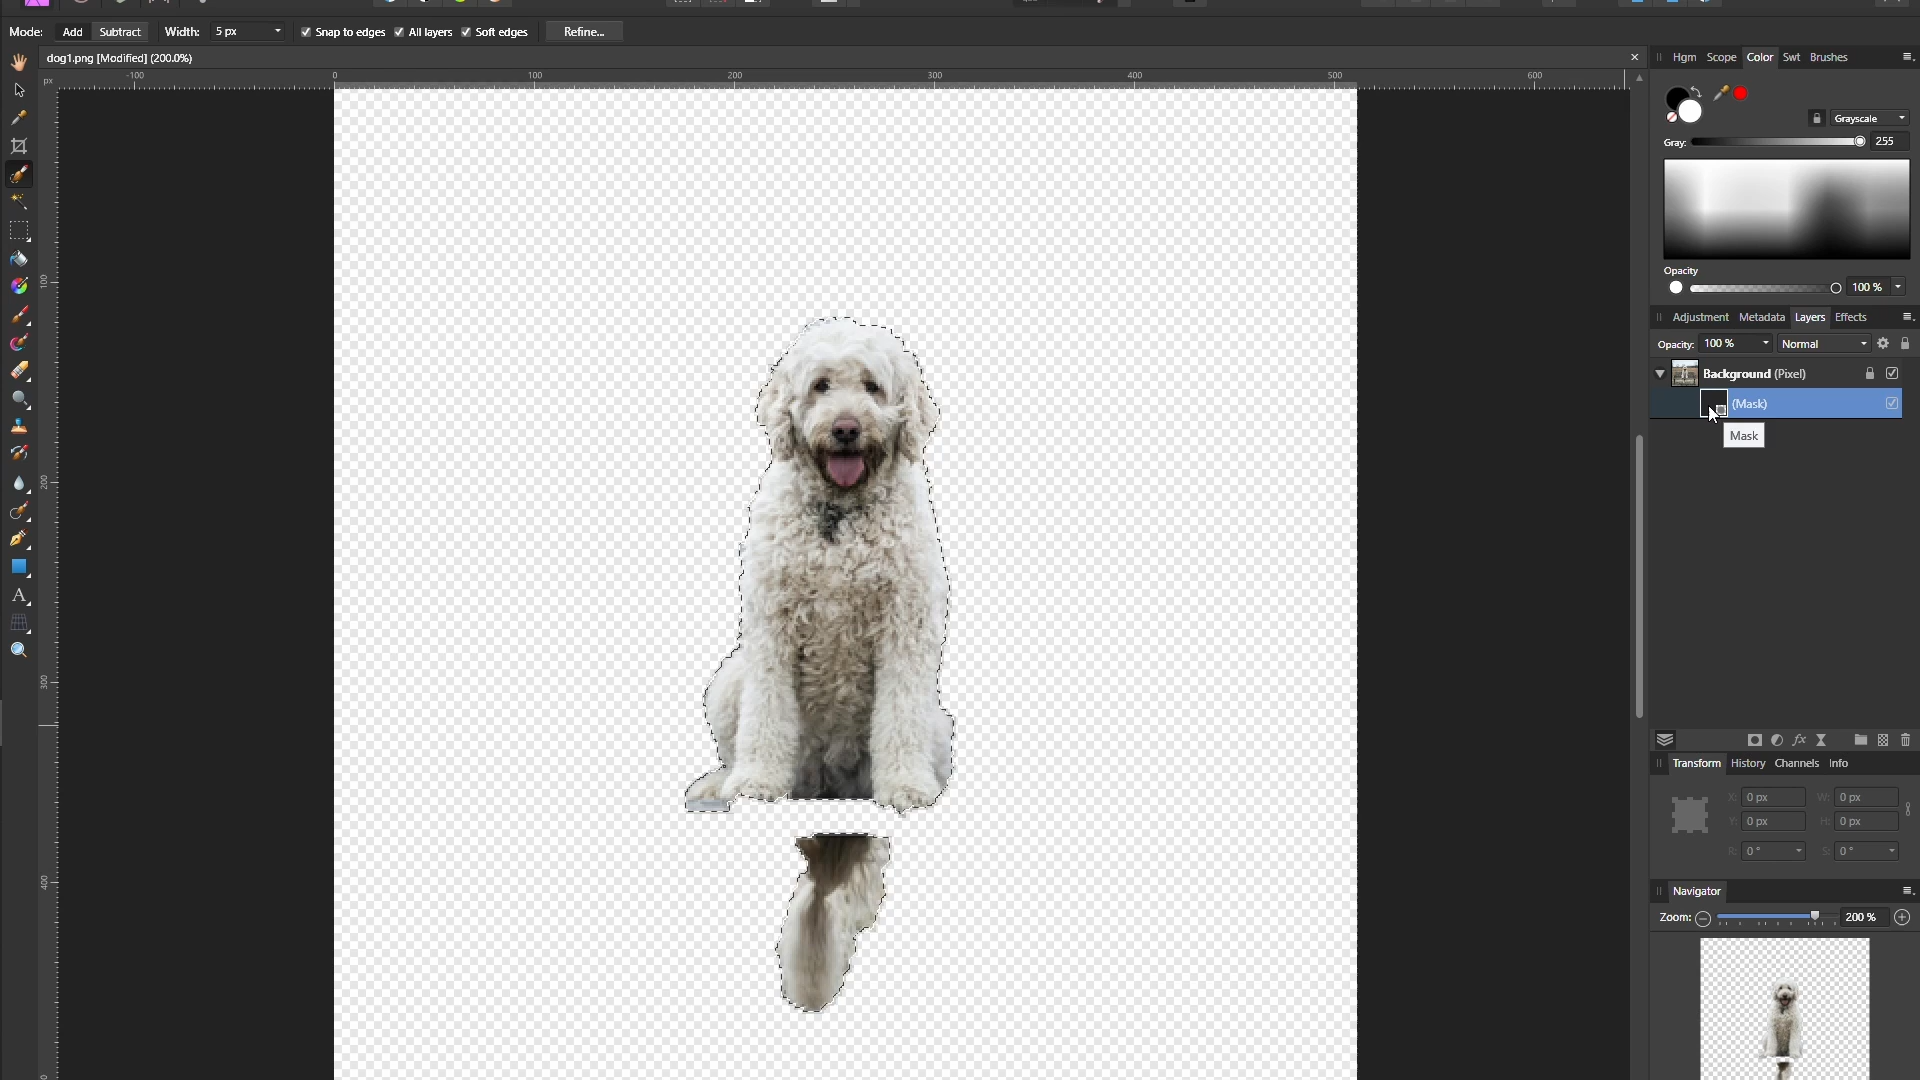 Mode: Add Subtract Width: 5 px Snap to edges All layers Soft edges Refine...
dog1.png [Modified] (200.0%)
Hgm Scope Color Swt Brushes
px -100 0 100 200 300 400 500 600
Grayscale
Gray: 255
Opacity
100 %
Adjustment Metadata Layers Effects
Opacity: 100 % Normal
Background (Pixel)
(Mask)
Mask
100
200
300
400
fx
Transform History Channels Info
X: 0 px W: 0 px
Y: 0 px H: 0 px
R: 0 ° S: 0 °
Navigator
Zoom: 200 %
A